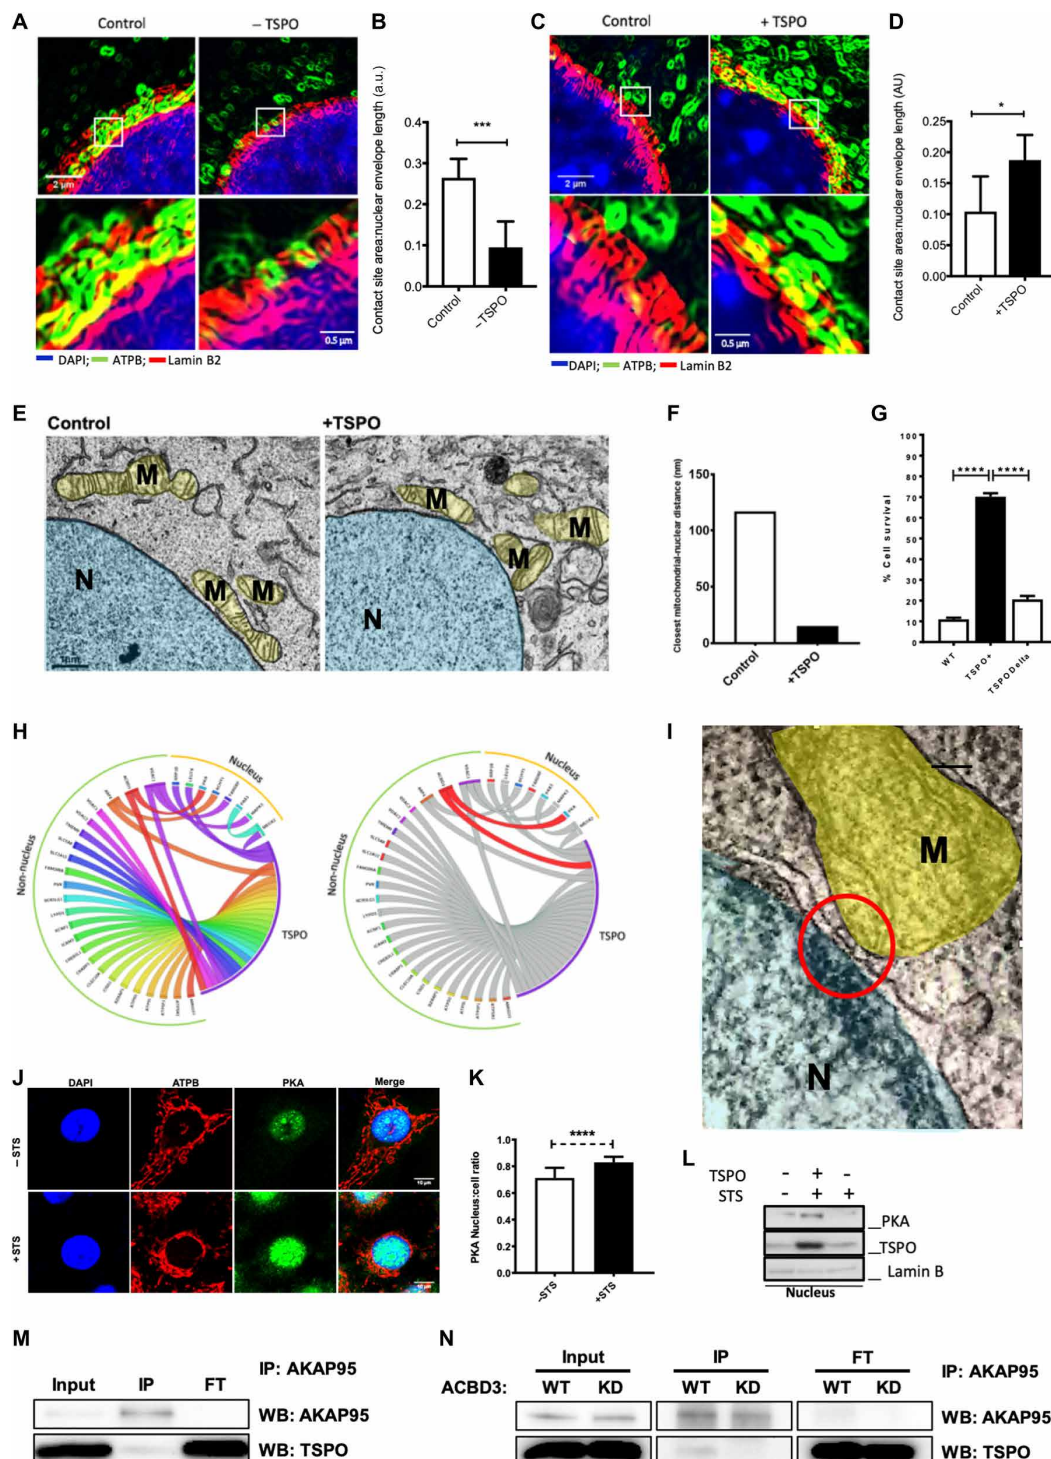 A
Control
– TSPO
B
Contact site area:nuclear envelope length (a.u.)
0.4
0.3
0.2
0.1
0.0
***
Control
–TSPO
2 µm
0.5 µm
DAPI; ATPB; Lamin B2
C
Control
+ TSPO
2 µm
0.5 µm
DAPI; ATPB; Lamin B2
D
Contact site area:nuclear envelope length (AU)
0.25
0.20
0.15
0.10
0.05
0.00
*
Control
+TSPO
E
Control
+TSPO
M
M
M
N
M
M
M
N
F
Closest mitochondrial-nuclear distance (nm)
150
100
50
0
Control
+TSPO
G
% Cell survival
100
90
80
70
60
50
40
30
20
10
0
**** ****
WT
TSPO+
TSPODelta
H
Nucleus
Non-nucleus
TSPO
Nucleus
Non-nucleus
TSPO
I
M
N
J
DAPI ATPB PKA Merge
– STS
10 µm
+STS
10 µm
K
PKA Nucleus:cell ratio
1.0
0.8
0.6
0.4
0.2
0.0
****
–STS
+STS
L
TSPO - + -
STS - + +
__PKA
__TSPO
__ Lamin B
Nucleus
M
IP: AKAP95
Input IP FT
WB: AKAP95
WB: TSPO
N
Input IP FT IP: AKAP95
ACBD3: WT KD WT KD WT KD
WB: AKAP95
WB: TSPO